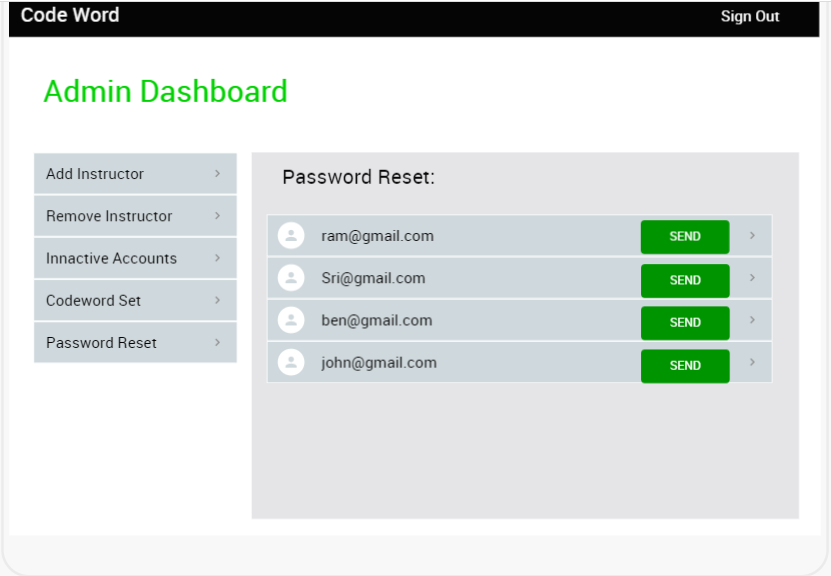 Code Word Sign Out
Admin Dashboard
Add Instructor
Remove Instructor
Innactive Accounts
Codeword Set
Password Reset
Password Reset:
ram@gmail.com SEND
Sri@gmail.com SEND
ben@gmail.com SEND
john@gmail.com SEND